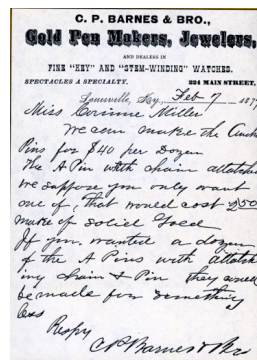 C. P. BARNES & BRO.,
Gold Pen Makers, Jewelers,
AND DEALERS IN
FINE "KEY" AND "STEM-WINDING" WATCHES.
SPECTACLES A SPECIALTY. 224 MAIN STREET,
Louisville, Ky., Feb 7 187
Miss Corinne Miller
We can make the
Pins for $40 per Dozen
The A Pin with chain attatche
we suppose you only want
one of, that would cost $2.50
made of solid Gold
If you wanted a dozen
of the A Pins with attatch
ing chain & Pin they could
be made for something
less
Respy
C P Barnes & Bro